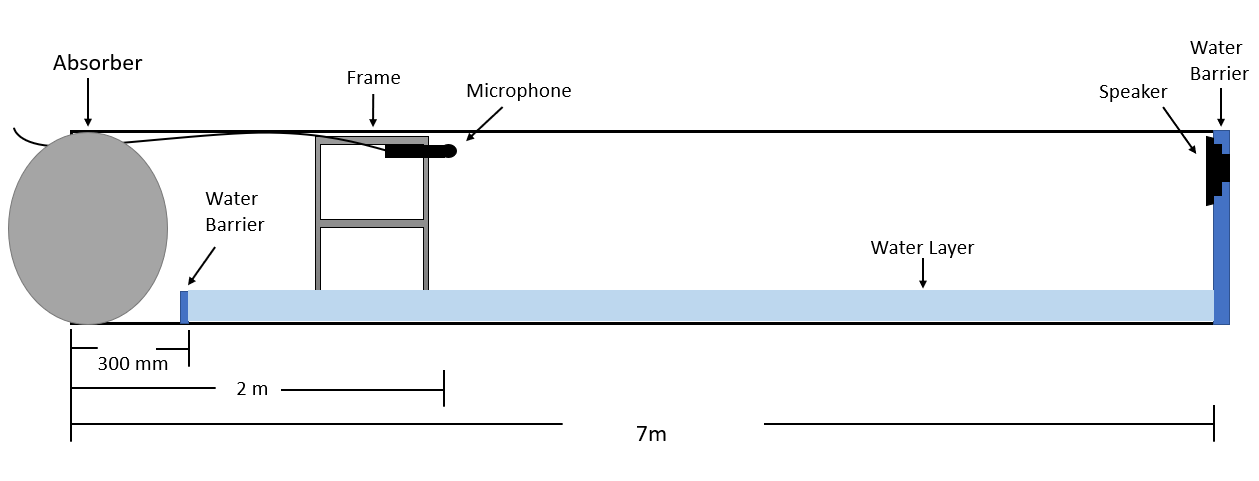 Absorber
Frame
Microphone
Speaker
Water
Barrier
Water
Barrier
Water Layer
300 mm
2 m
7m